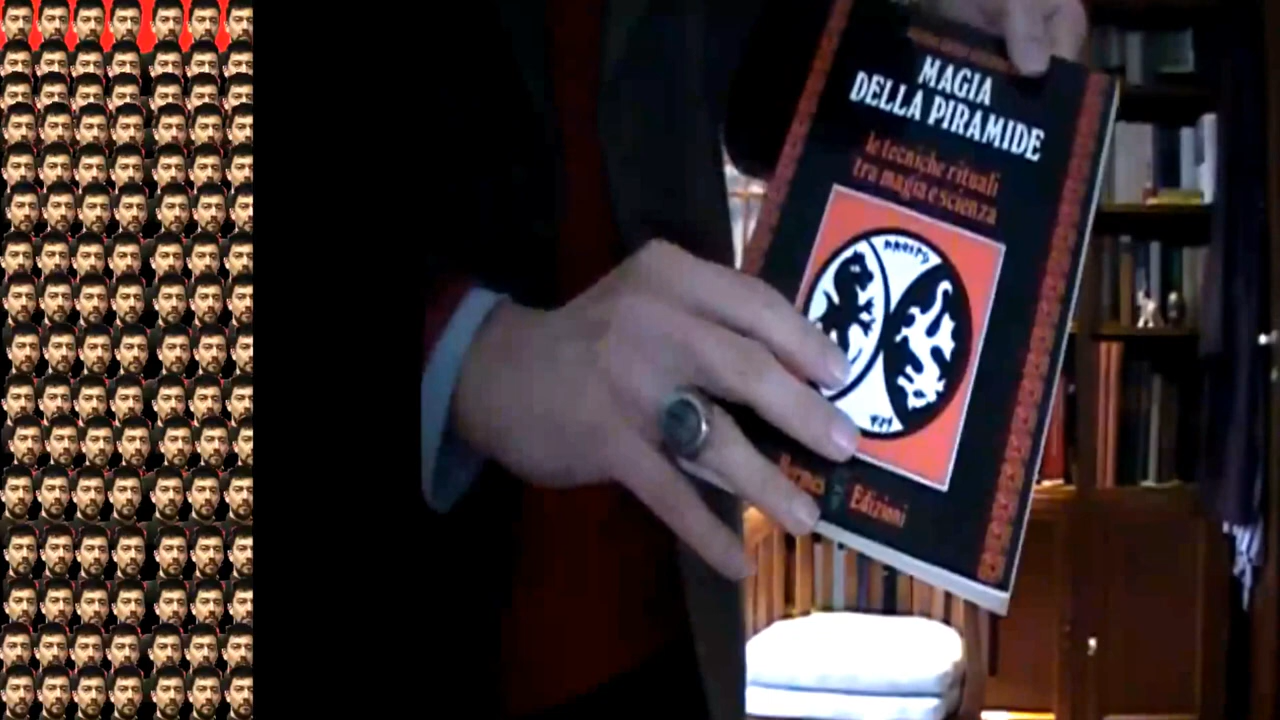 MAGIA
DELLA PIRAMIDE
le tecniche rituali
tra magia e scienza
Edizioni